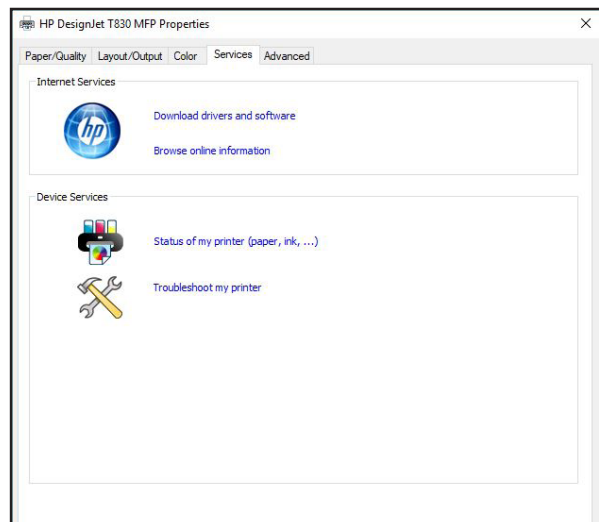 HP DesignJet T830 MFP Properties
Paper/Quality Layout/Output Color Services Advanced
Internet Services
hp
Download drivers and software
Browse online information
Device Services
Status of my printer (paper, ink, ...)
Troubleshoot my printer